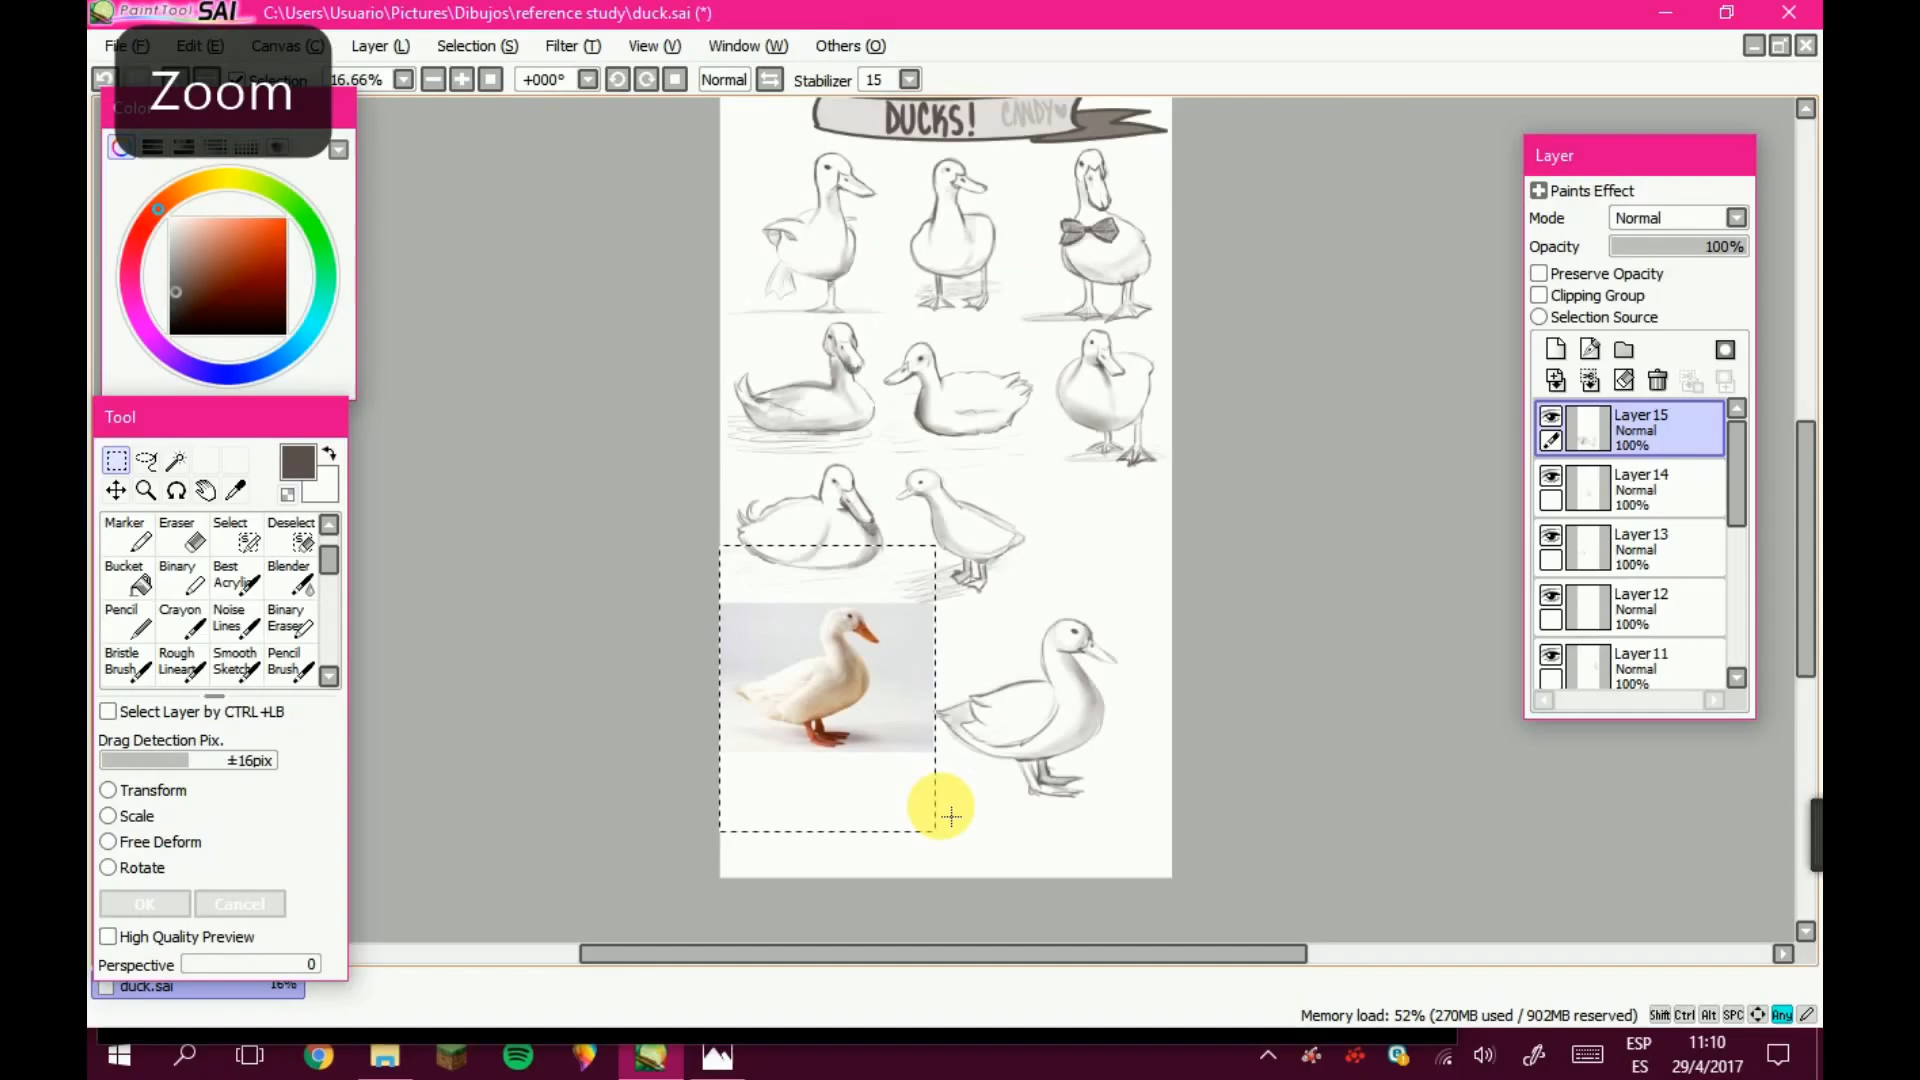 PaintTool SAI C:\Users\Usuario\Pictures\Dibujos\reference study\duck.sai (*)
File (F) Edit (E) Canvas (C) Layer (L) Selection (S) Filter (T) View (V) Window (W) Others (O)
Selection 16.66% +000° Normal Stabilizer 15
Zoom
Color
DUCKS! CANDY
Tool
Marker Eraser Select Deselect
Bucket Binary Best Acrylic Blender
Pencil Crayon Noise Lines Binary Eraser
Bristle Brush Rough Lineart Smooth Sketch Pencil Brush
Select Layer by CTRL+LB
Drag Detection Pix.
±16pix
Transform
Scale
Free Deform
Rotate
OK Cancel
High Quality Preview
Perspective 0
duck.sai 16%
Layer
Paints Effect
Mode Normal
Opacity 100%
Preserve Opacity
Clipping Group
Selection Source
Layer15
Normal
100%
Layer14
Normal
100%
Layer13
Normal
100%
Layer12
Normal
100%
Layer11
Normal
100%
Memory load: 52% (270MB used / 902MB reserved) Shift Ctrl Alt SPC Any
ESP
ES
11:10
29/4/2017